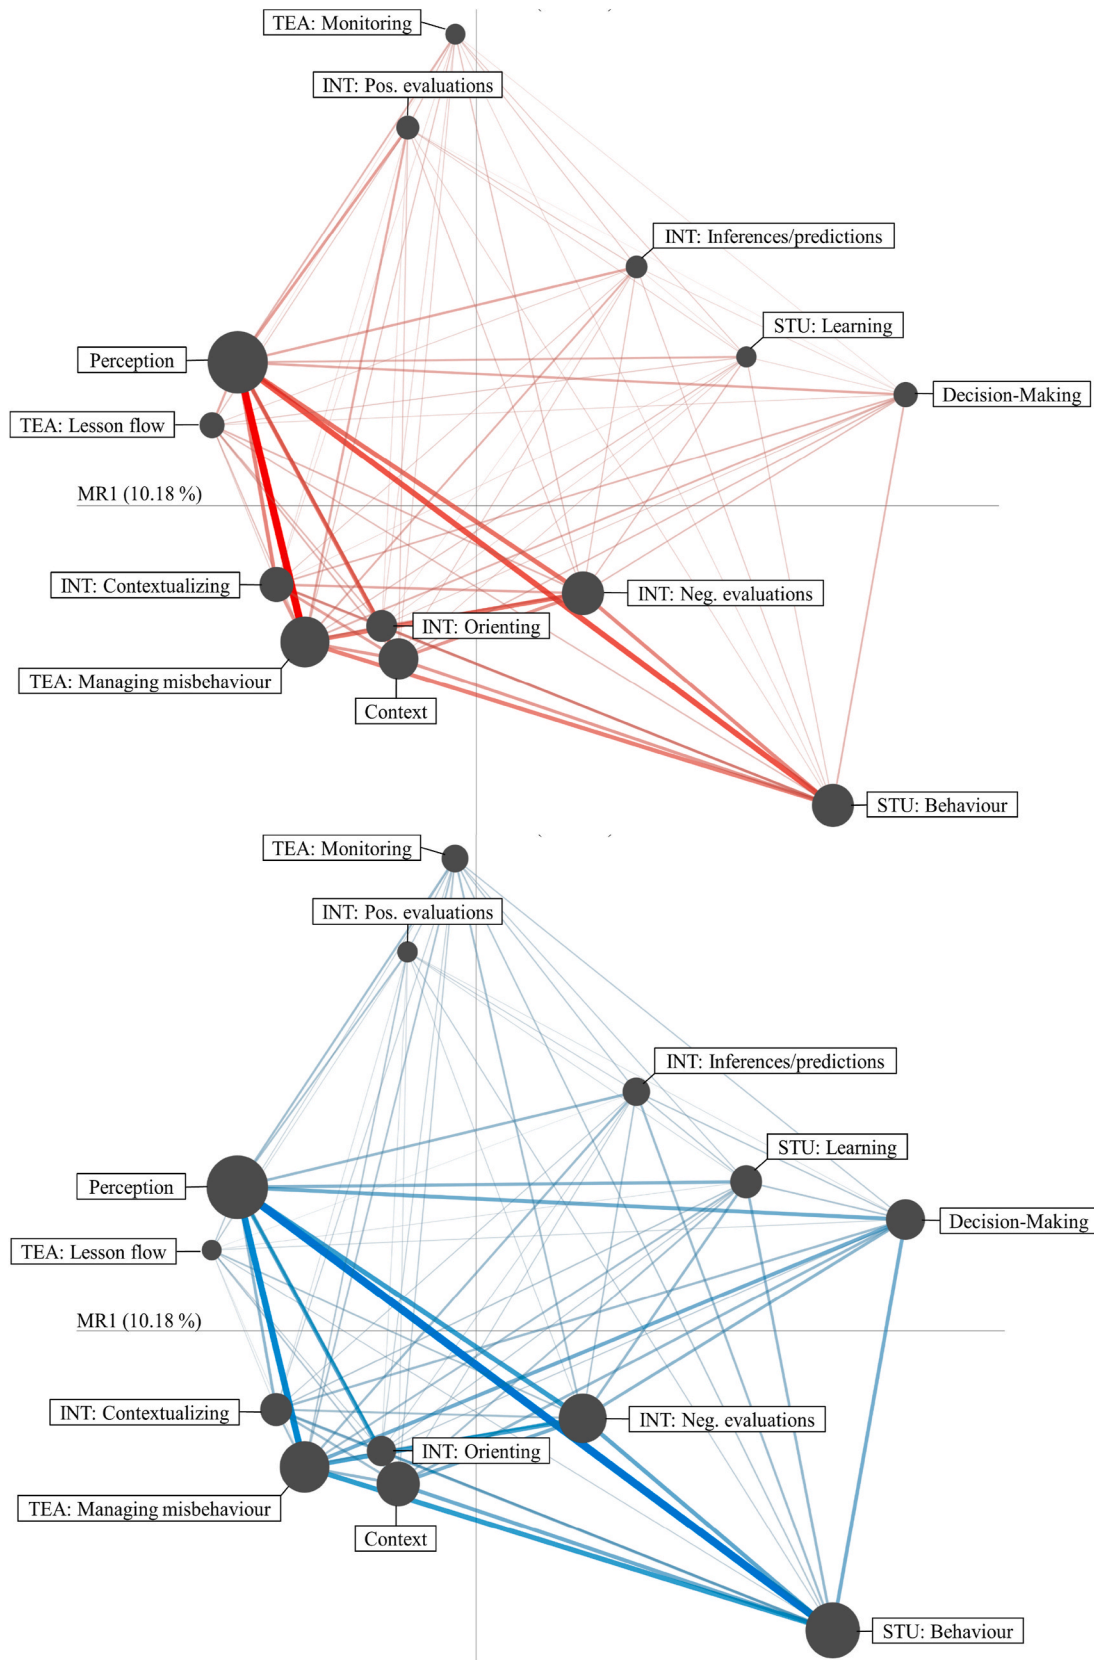 TEA: Monitoring
INT: Pos. evaluations
INT: Inferences/predictions
STU: Learning
Perception
Decision-Making
TEA: Lesson flow
MR1 (10.18 %)
INT: Contextualizing
INT: Neg. evaluations
INT: Orienting
TEA: Managing misbehaviour
Context
STU: Behaviour
TEA: Monitoring
INT: Pos. evaluations
INT: Inferences/predictions
STU: Learning
Perception
Decision-Making
TEA: Lesson flow
MR1 (10.18 %)
INT: Contextualizing
INT: Neg. evaluations
INT: Orienting
TEA: Managing misbehaviour
Context
STU: Behaviour